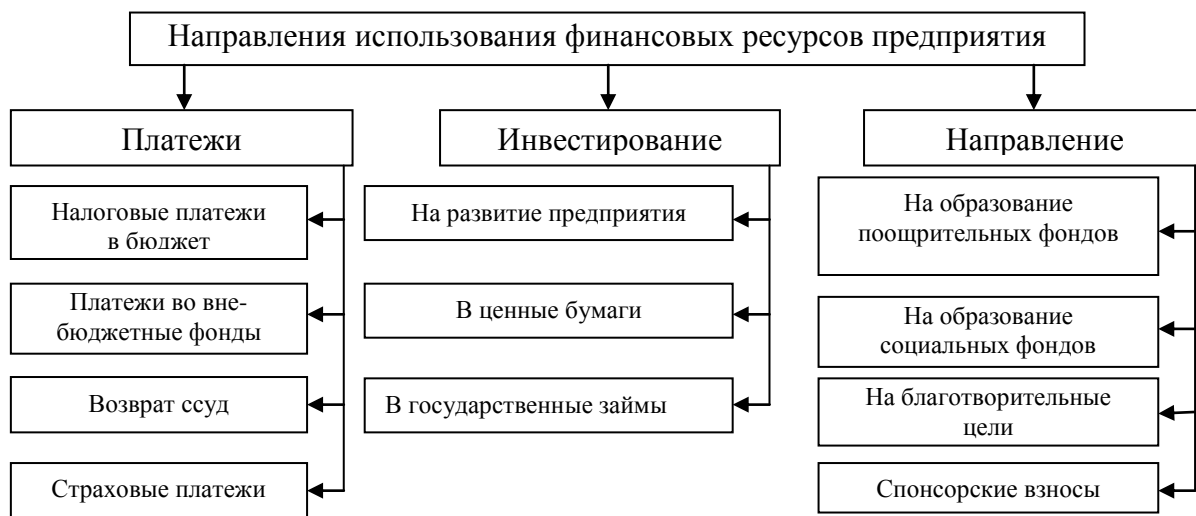 Направления использования финансовых ресурсов предприятия
Платежи
Налоговые платежи
в бюджет
Платежи во вне-
бюджетные фонды
Возврат ссуд
Страховые платежи
Инвестирование
На развитие предприятия
В ценные бумаги
В государственные займы
Направление
На образование
поощрительных фондов
На образование
социальных фондов
На благотворительные
цели
Спонсорские взносы